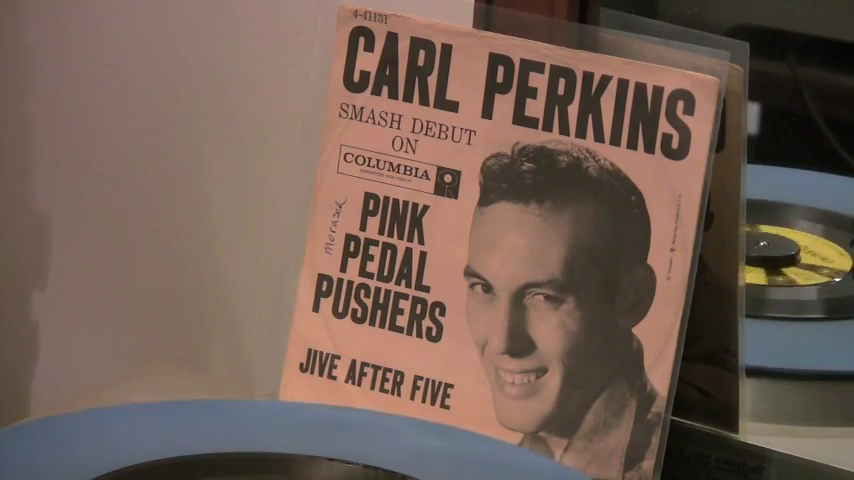 4-41131
CARL PERKINS
SMASH DEBUT
ON
COLUMBIA
PINK
PEDAL
PUSHERS
JIVE AFTER FIVE